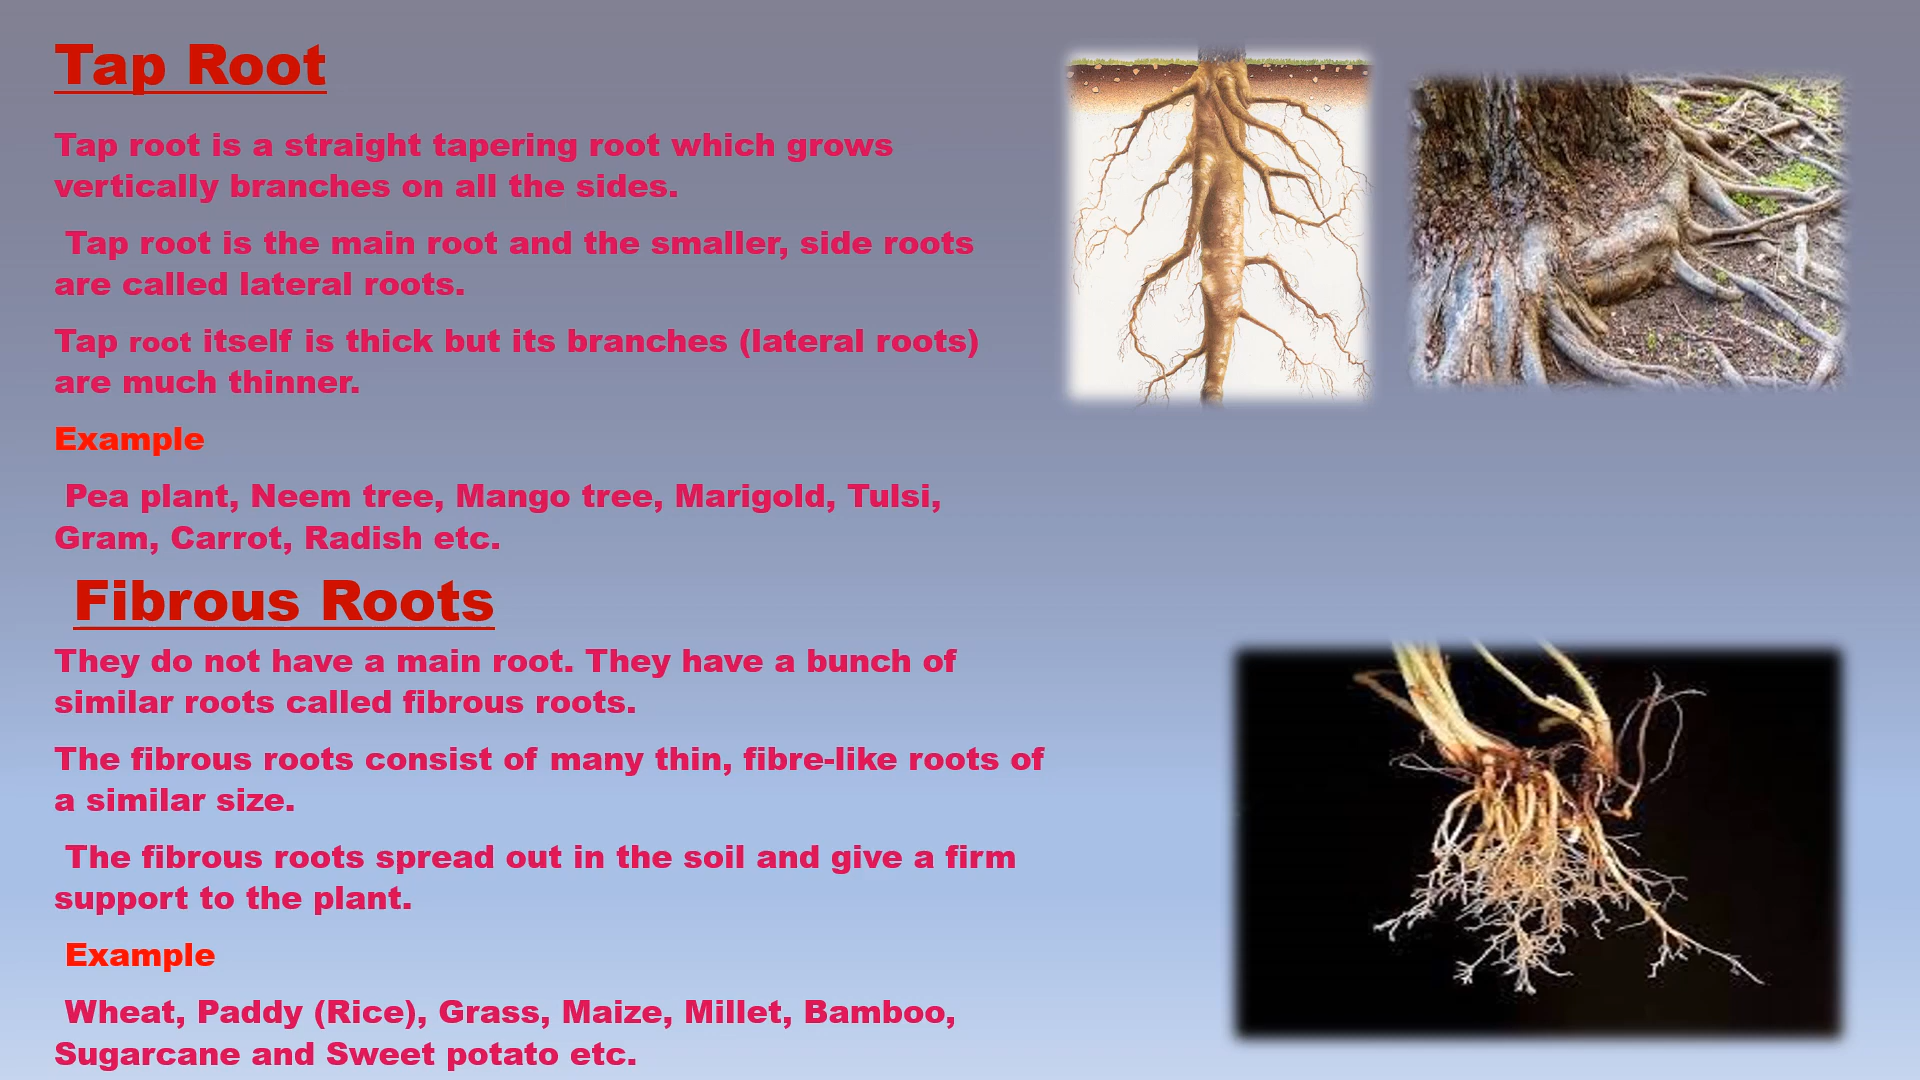 Tap Root
Tap root is a straight tapering root which grows
vertically branches on all the sides.
Tap root is the main root and the smaller, side roots
are called lateral roots.
Tap root itself is thick but its branches (lateral roots)
are much thinner.
Example
Pea plant, Neem tree, Mango tree, Marigold, Tulsi,
Gram, Carrot, Radish etc.
Fibrous Roots
They do not have a main root. They have a bunch of
similar roots called fibrous roots.
The fibrous roots consist of many thin, fibre-like roots of
a similar size.
The fibrous roots spread out in the soil and give a firm
support to the plant.
Example
Wheat, Paddy (Rice), Grass, Maize, Millet, Bamboo,
Sugarcane and Sweet potato etc.